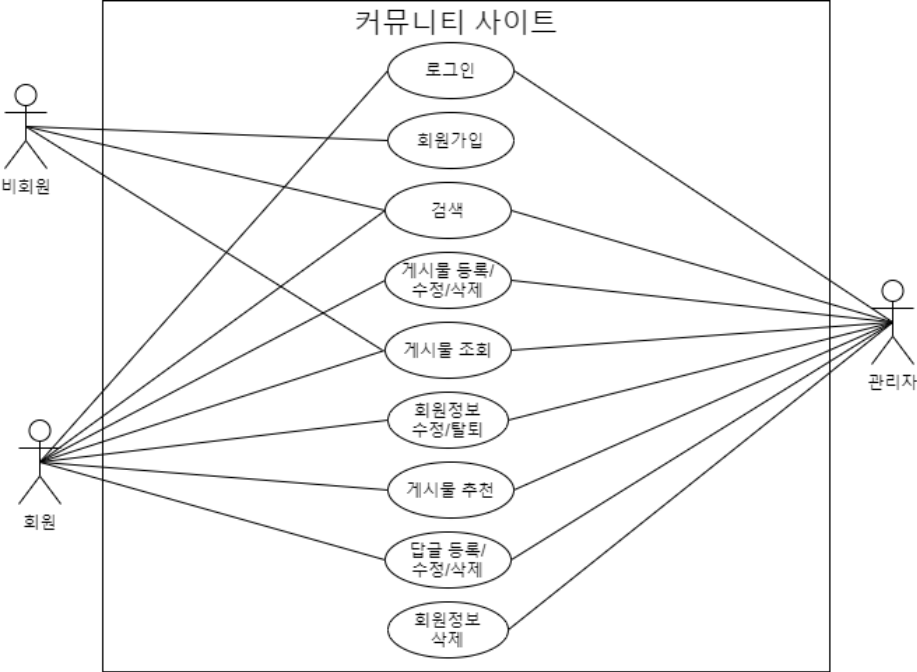 커뮤니티 사이트
로그인
회원가입
비회원
검색
게시물 등록/
수정/삭제
게시물 조회
관리자
회원정보
수정/탈퇴
게시물 추천
회원
답글 등록/
수정/삭제
회원정보
삭제